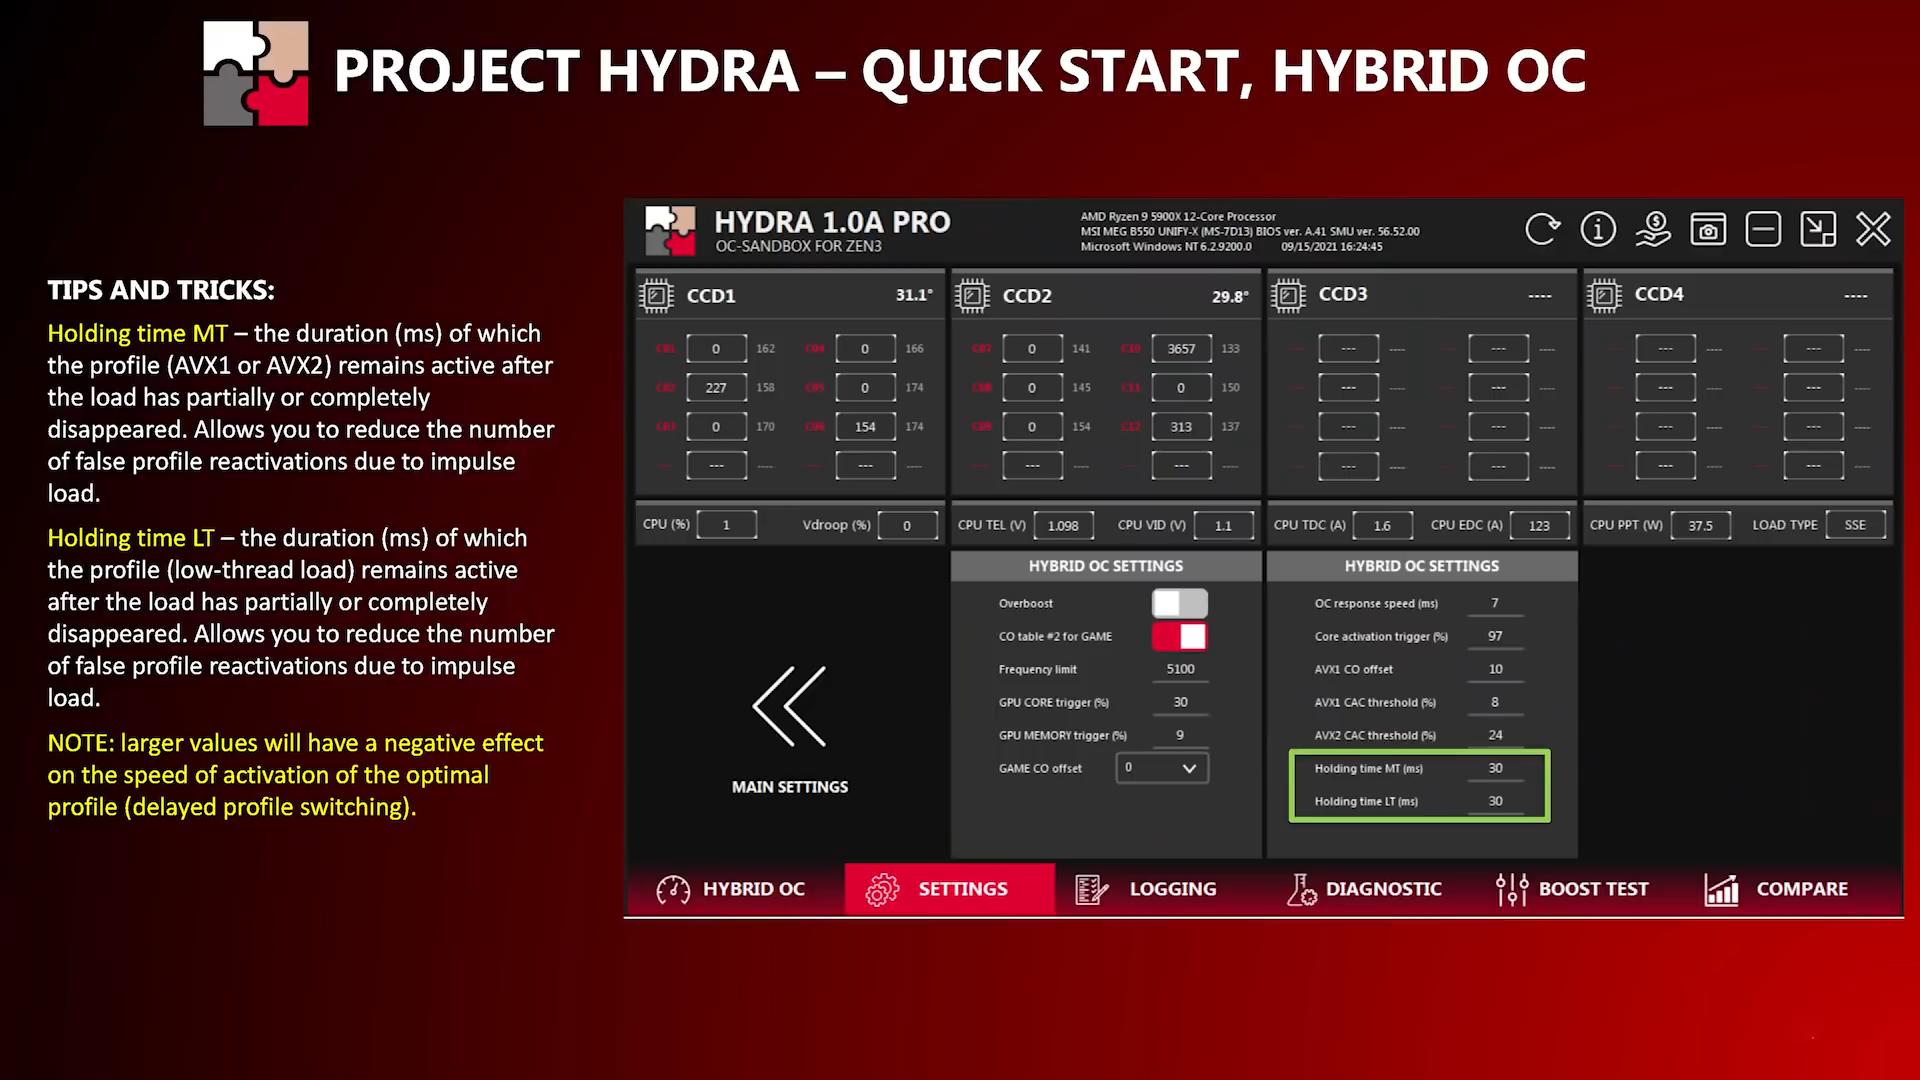 PROJECT HYDRA – QUICK START, HYBRID OC
TIPS AND TRICKS:
Holding time MT – the duration (ms) of which
the profile (AVX1 or AVX2) remains active after
the load has partially or completely
disappeared. Allows you to reduce the number
of false profile reactivations due to impulse
load.
Holding time LT – the duration (ms) of which
the profile (low-thread load) remains active
after the load has partially or completely
disappeared. Allows you to reduce the number
of false profile reactivations due to impulse
load.
NOTE: larger values will have a negative effect
on the speed of activation of the optimal
profile (delayed profile switching).
HYDRA 1.0A PRO
OC-SANDBOX FOR ZEN3
AMD Ryzen 9 5900X 12-Core Processor
MSI MEG B550 UNIFY-X (MS-7D13) BIOS ver. A.41 SMU ver. 56.52.00
Microsoft Windows NT 6.2.9200.0 09/15/2021 16:24:45
CCD1 31.1°
C01 0 162 C04 0 166
C02 227 158 C05 0 174
C03 0 170 C06 154 174
--- ---- --- ----
CCD2 29.8°
C07 0 141 C10 3657 133
C08 0 145 C11 0 150
C09 0 154 C12 313 137
--- ---- --- ----
CCD3 ----
--- ---- --- ----
--- ---- --- ----
--- ---- --- ----
--- ---- --- ----
CCD4 ----
--- ---- --- ----
--- ---- --- ----
--- ---- --- ----
--- ---- --- ----
CPU (%) 1 Vdroop (%) 0 CPU TEL (V) 1.098 CPU VID (V) 1.1 CPU TDC (A) 1.6 CPU EDC (A) 123 CPU PPT (W) 37.5 LOAD TYPE SSE
MAIN SETTINGS
HYBRID OC SETTINGS
Overboost
CO table #2 for GAME
Frequency limit 5100
GPU CORE trigger (%) 30
GPU MEMORY trigger (%) 9
GAME CO offset 0
HYBRID OC SETTINGS
OC response speed (ms) 7
Core activation trigger (%) 97
AVX1 CO offset 10
AVX1 CAC threshold (%) 8
AVX2 CAC threshold (%) 24
Holding time MT (ms) 30
Holding time LT (ms) 30
HYBRID OC SETTINGS LOGGING DIAGNOSTIC BOOST TEST COMPARE